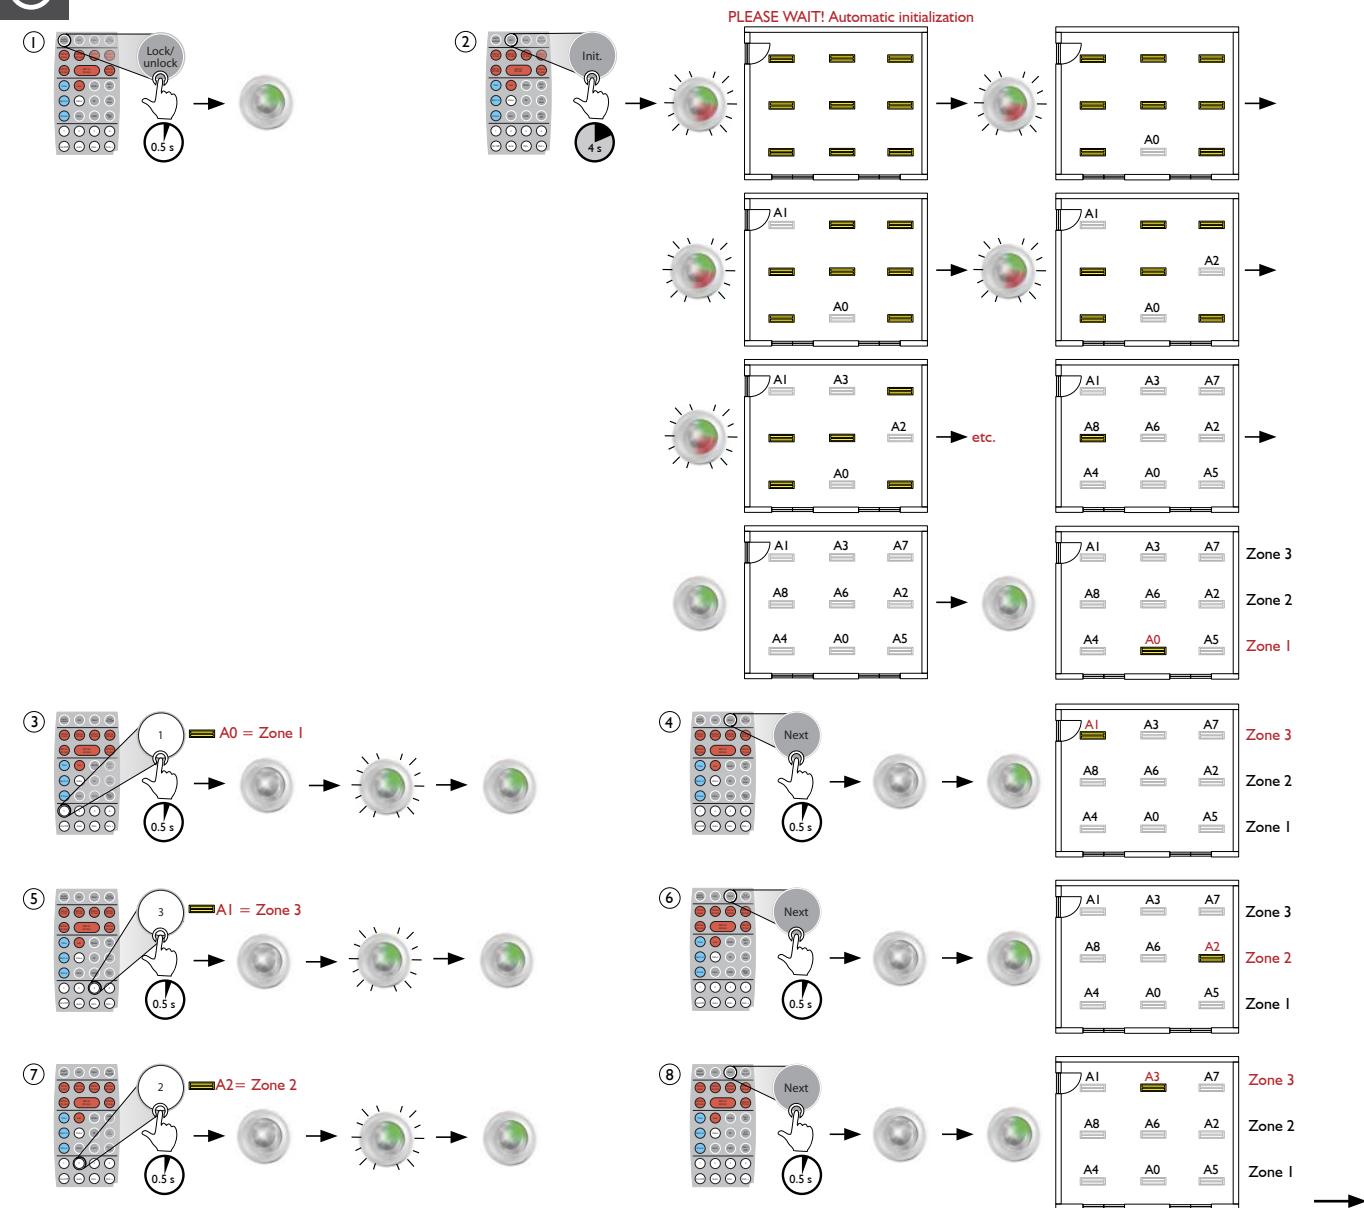 PLEASE WAIT! Automatic initialization
1
Lock/
unlock
0.5 s
2
Init.
4 s
A0
A1
A0
A1
A2
A0
A1 A3
A2
A0
etc.
A1 A3 A7
A8 A6 A2
A4 A0 A5
A1 A3 A7
A8 A6 A2
A4 A0 A5
A1 A3 A7 Zone 3
A8 A6 A2 Zone 2
A4 A0 A5 Zone 1
3
1
A0 = Zone 1
0.5 s
4
Next
0.5 s
A1 A3 A7 Zone 3
A8 A6 A2 Zone 2
A4 A0 A5 Zone 1
5
3
A1 = Zone 3
0.5 s
6
Next
0.5 s
A1 A3 A7 Zone 3
A8 A6 A2 Zone 2
A4 A0 A5 Zone 1
7
2
A2= Zone 2
0.5 s
8
Next
0.5 s
A1 A3 A7 Zone 3
A8 A6 A2 Zone 2
A4 A0 A5 Zone 1